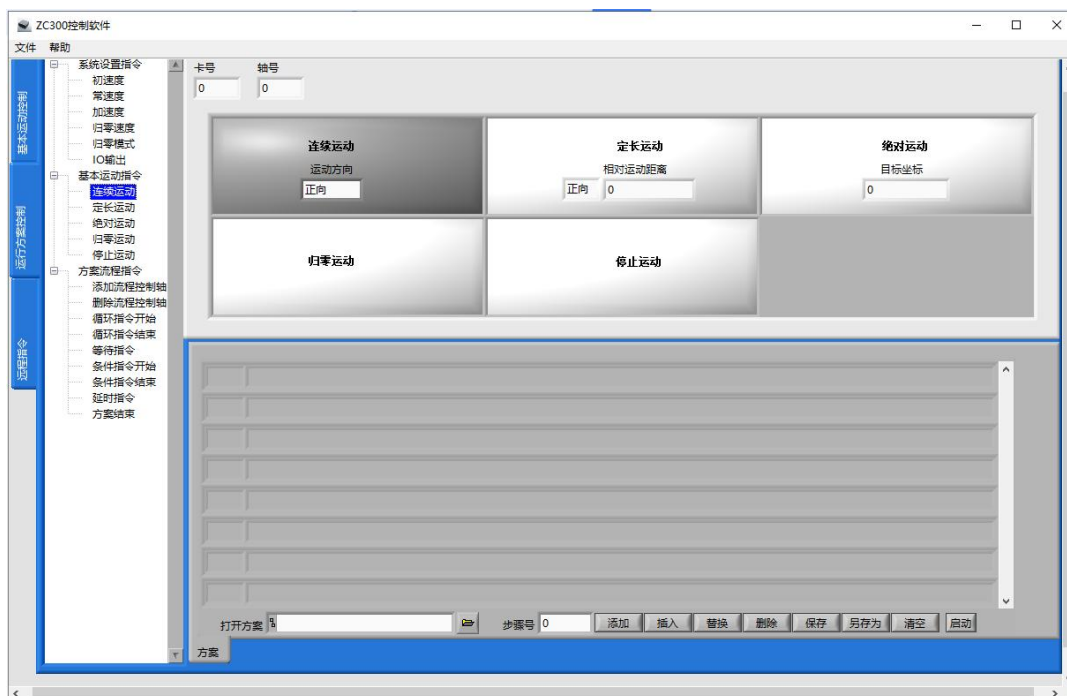 ZC300控制软件
文件 帮助
基本运动控制
运行方案控制
远程指令
系统设置指令
初速度
常速度
加速度
归零速度
归零模式
IO输出
基本运动指令
连续运动
定长运动
绝对运动
归零运动
停止运动
方案流程指令
添加流程控制轴
删除流程控制轴
循环指令开始
循环指令结束
等待指令
条件指令开始
条件指令结束
延时指令
方案结束
卡号 轴号
0 0
连续运动
运动方向
正向
定长运动
相对运动距离
正向 0
绝对运动
目标坐标
0
归零运动
停止运动
打开方案 步骤号 0 添加 插入 替换 删除 保存 另存为 清空 启动
方案